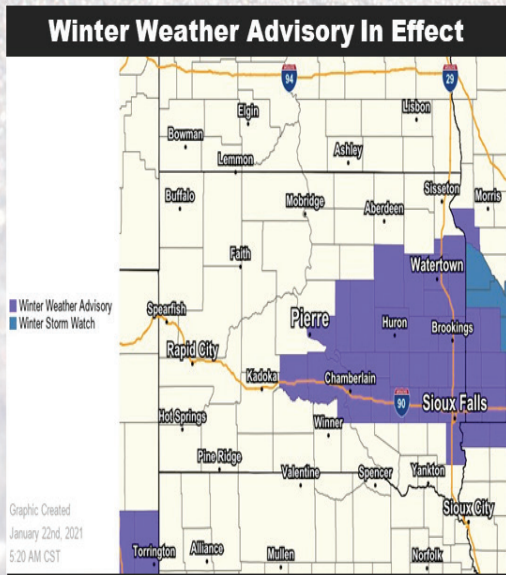 Winter Weather Advisory In Effect
94
29
Elgin
Lisbon
Bowman
Ashley
Lemmon
Buffalo
Sisseton
Morris
Mobridge
Aberdeen
Faith
Watertown
Winter Weather Advisory
Winter Storm Watch
Spearfish
Pierre
Huron
Brookings
Rapid City
Kadoka
Chamberlain
90
Sioux Falls
Hot Springs
Winner
Pine Ridge
Valentine
Spencer
Yankton
Sioux City
Graphic Created
January 22nd, 2021
5:20 AM CST
Torrington
Alliance
Mullen
Norfolk